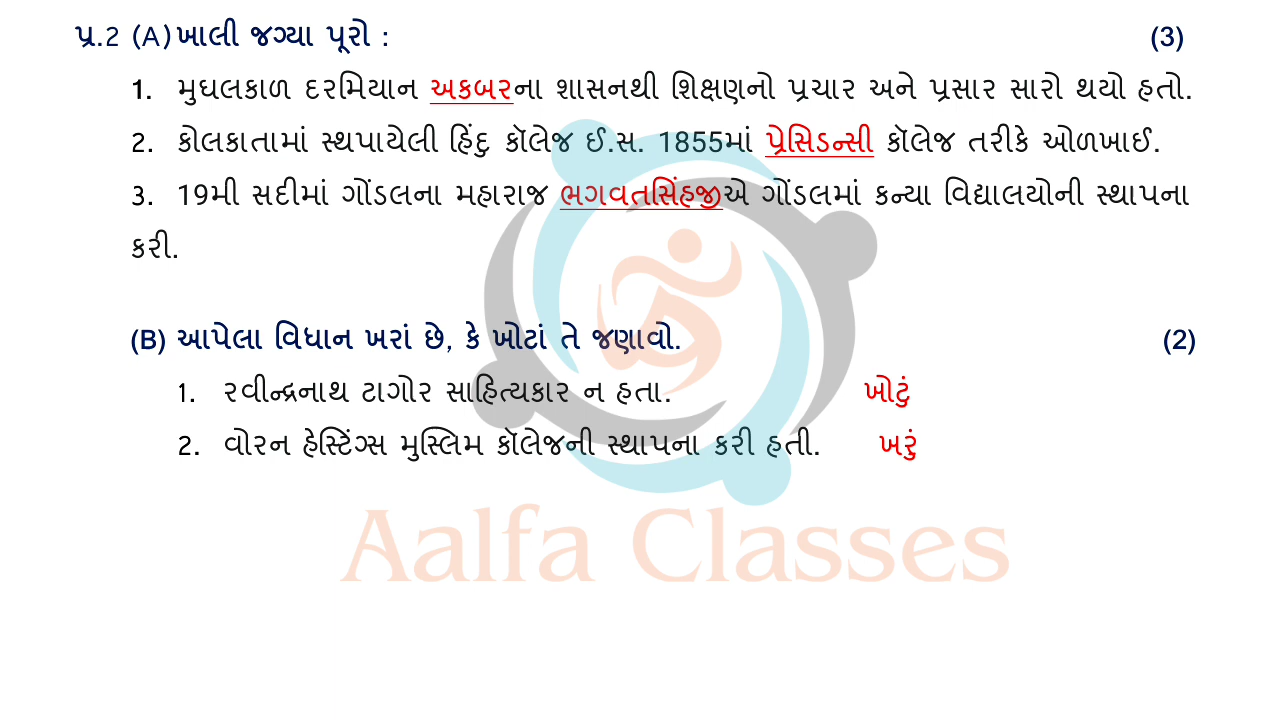 પ્ર.2 (A) ખાલી જગ્યા પૂરો : (3)
1. મુઘલકાળ દરમિયાન અકબરના શાસનથી શિક્ષણનો પ્રચાર અને પ્રસાર સારો થયો હતો.
2. કોલકાતામાં સ્થપાયેલી હિંદુ કૉલેજ ઈ.સ. 1855માં પ્રેસિડન્સી કૉલેજ તરીકે ઓળખાઈ.
3. 19મી સદીમાં ગોંડલના મહારાજ ભગવતસિંહજીએ ગોંડલમાં કન્યા વિદ્યાલયોની સ્થાપના
કરી.
(B) આપેલા વિધાન ખરાં છે, કે ખોટાં તે જણાવો. (2)
1. રવીન્દ્રનાથ ટાગોર સાહિત્યકાર ન હતા. ખોટું
2. વોરન હેસ્ટિંગ્સ મુસ્લિમ કૉલેજની સ્થાપના કરી હતી. ખરું
Aalfa Classes